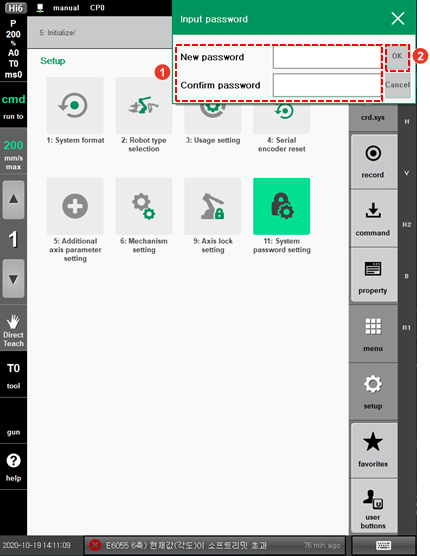 Hi6 manual CP0
P
200
%
A0
T0
ms0
cmd
run to
200
mm/s
max
1
Direct
Teach
T0
tool
gun
help
5: Initialize/
Setup
Input password
New password
OK
Confirm password
Cancel
1
2
1: System format
2: Robot type
selection
3: Usage setting
4: Serial
encoder reset
5: Additional
axis parameter
setting
6: Mechanism
setting
9: Axis lock
setting
11: System
password setting
crd.sys
record
command
property
menu
setup
favorites
user
buttons
H
V
R2
B
R1
2020-10-19 14:11:09
E6055 6축) 현재값(각도)이 소프트리밋 초과
76 min ago